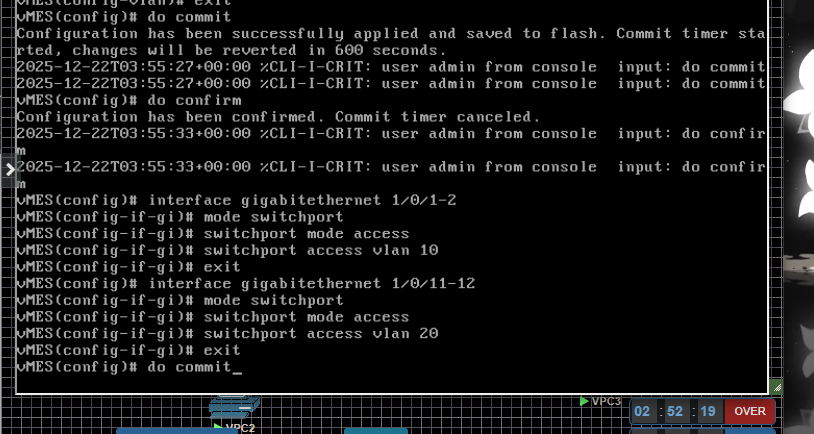 vMES(config-vlan)# exit
vMES(config)# do commit
Configuration has been successfully applied and saved to flash. Commit timer sta
rted, changes will be reverted in 600 seconds.
2025-12-22T03:55:27+00:00 %CLI-I-CRIT: user admin from console  input: do commit
2025-12-22T03:55:27+00:00 %CLI-I-CRIT: user admin from console  input: do commit
vMES(config)# do confirm
Configuration has been confirmed. Commit timer canceled.
2025-12-22T03:55:33+00:00 %CLI-I-CRIT: user admin from console  input: do confir
m
2025-12-22T03:55:33+00:00 %CLI-I-CRIT: user admin from console  input: do confir
m
vMES(config)# interface gigabitethernet 1/0/1-2
vMES(config-if-gi)# mode switchport
vMES(config-if-gi)# switchport mode access
vMES(config-if-gi)# switchport access vlan 10
vMES(config-if-gi)# exit
vMES(config)# interface gigabitethernet 1/0/11-12
vMES(config-if-gi)# mode switchport
vMES(config-if-gi)# switchport mode access
vMES(config-if-gi)# switchport access vlan 20
vMES(config-if-gi)# exit
vMES(config)# do commit_
VPC3
02 : 52 : 19 OVER
VPC2